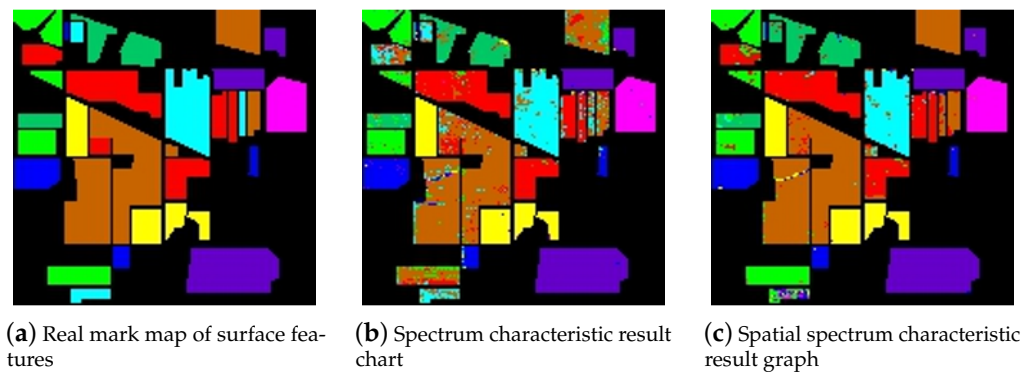 (a) Real mark map of surface fea-
tures
(b) Spectrum characteristic result
chart
(c) Spatial spectrum characteristic
result graph